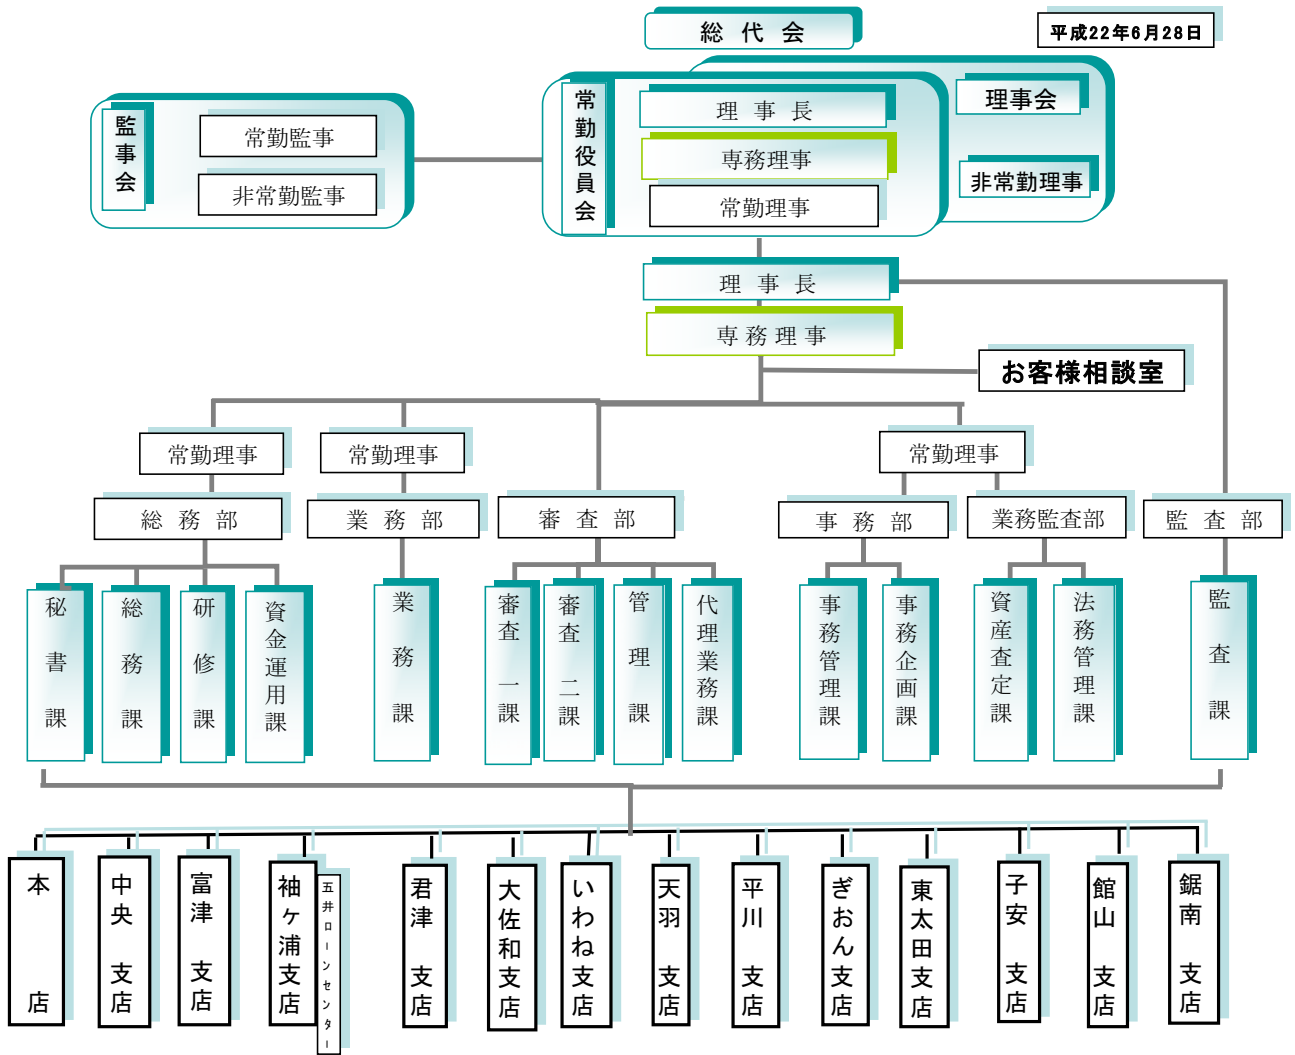 総代会
平成22年6月28日
監事会
常勤監事
非常勤監事
常勤役員会
理事長
専務理事
常勤理事
理事会
非常勤理事
理事長
専務理事
お客様相談室
常勤理事
常勤理事
常勤理事
総務部
業務部
審査部
事務部
業務監査部
監査部
秘書課
総務課
研修課
資金運用課
業務課
審査一課
審査二課
管理課
代理業務課
事務管理課
事務企画課
資産査定課
法務管理課
監査課
本店
中央支店
富津支店
袖ヶ浦支店
五井ローンセンター
君津支店
大佐和支店
いわね支店
天羽支店
平川支店
ぎおん支店
東太田支店
子安支店
館山支店
鋸南支店